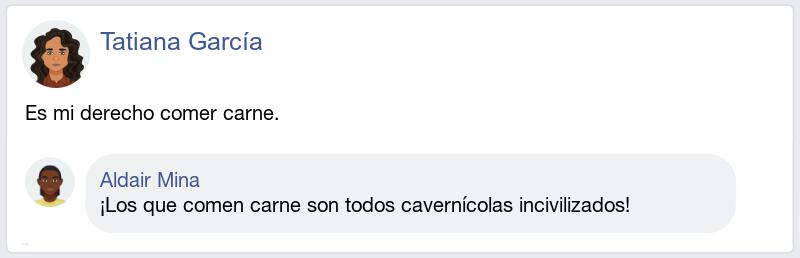 Tatiana García
Es mi derecho comer carne.
Aldair Mina
¡Los que comen carne son todos cavernícolas incivilizados!